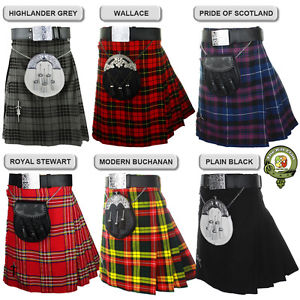 HIGHLANDER GREY
WALLACE
PRIDE OF SCOTLAND
ROYAL STEWART
MODERN BUCHANAN
PLAIN BLACK